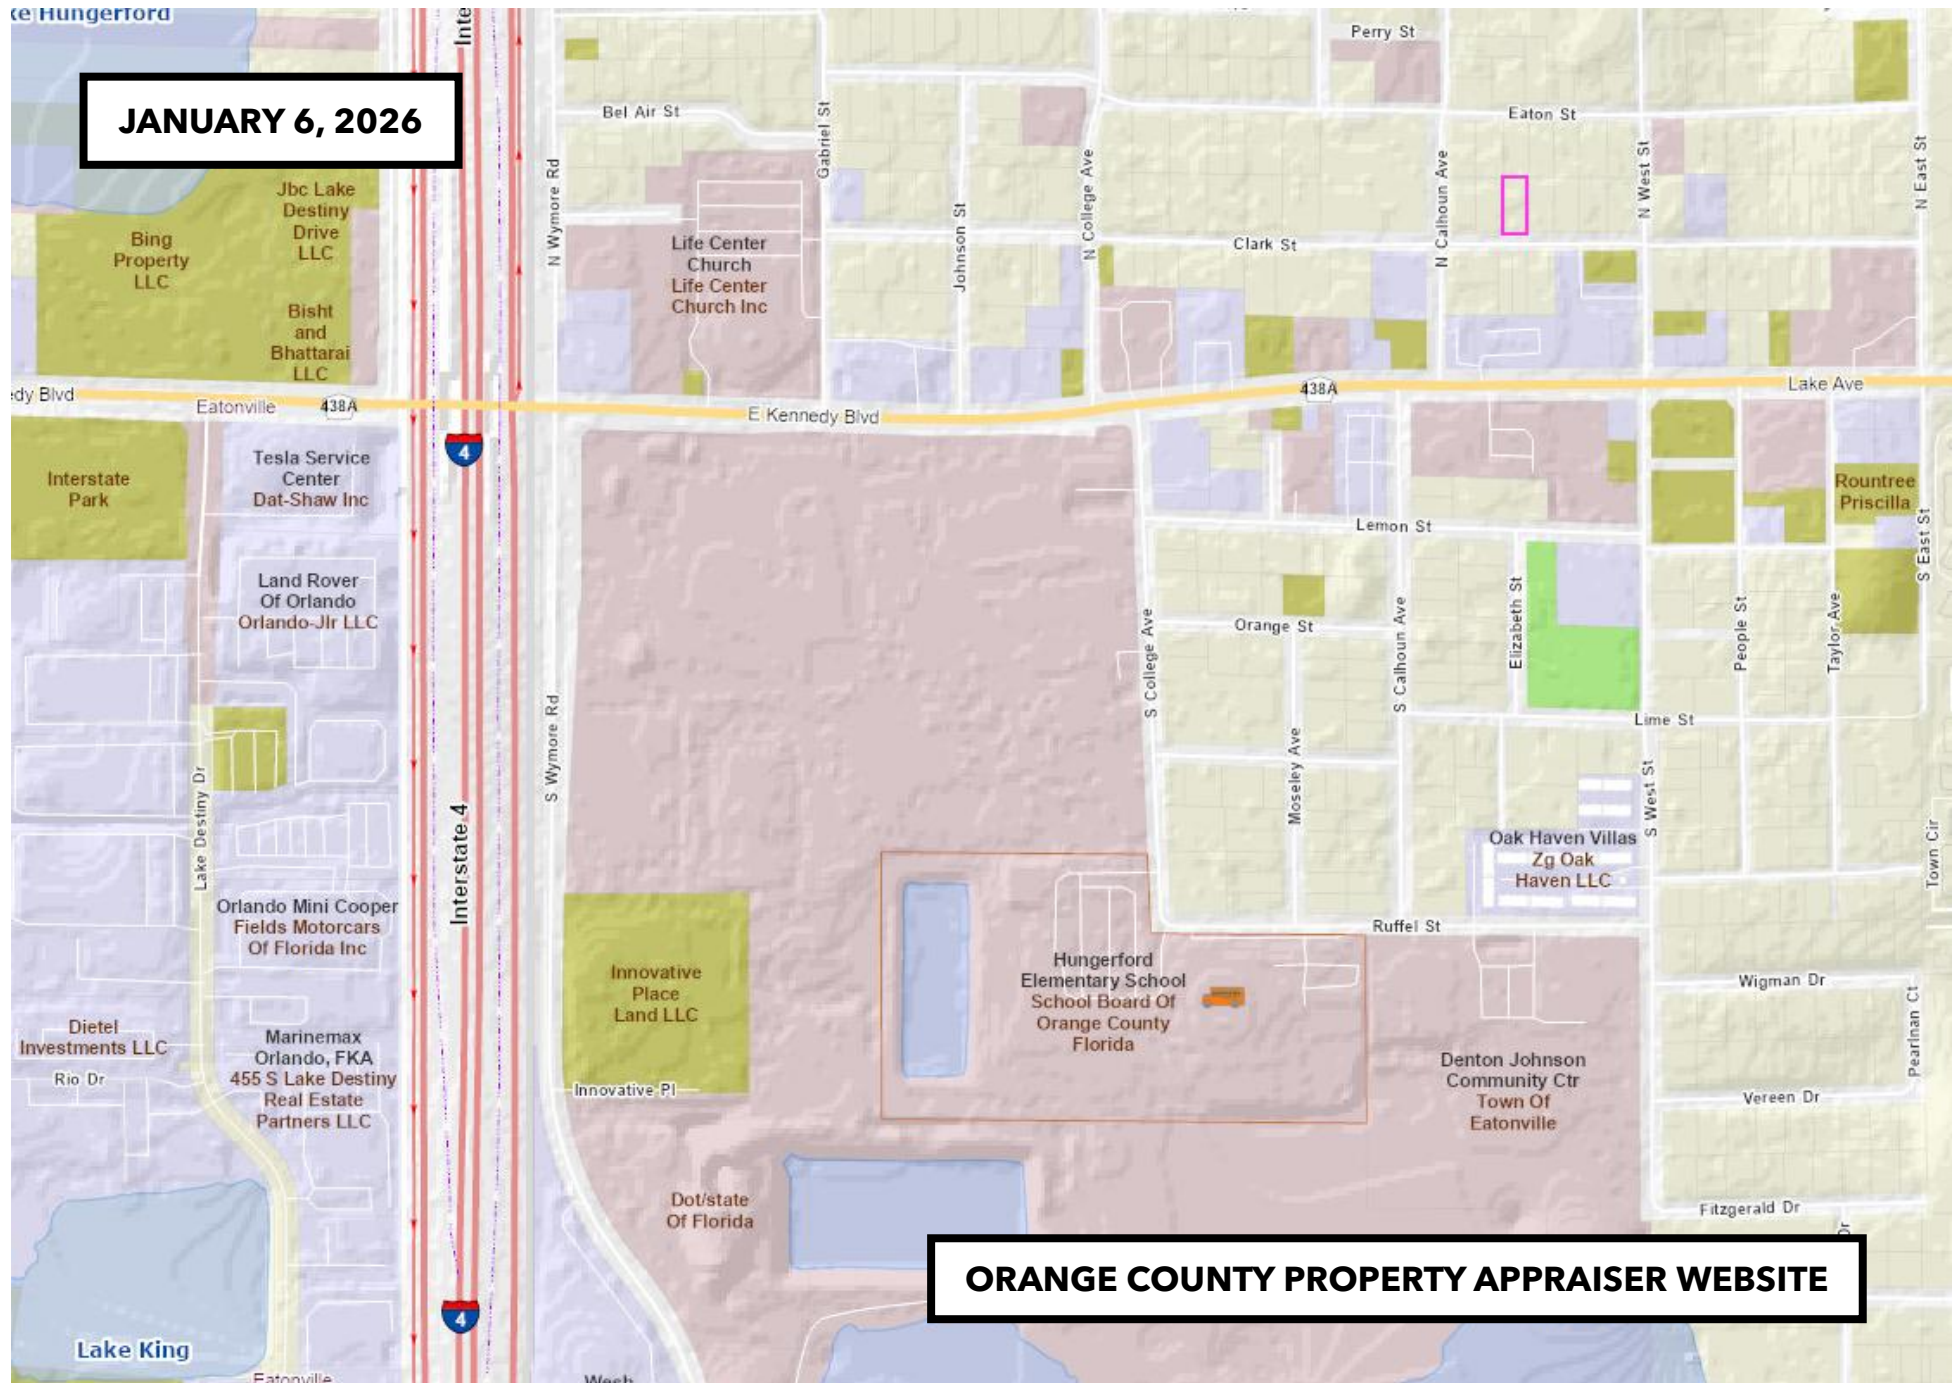 ke Hungerford
JANUARY 6, 2026
Inte
Perry St
Bel Air St
Gabriel St
Eaton St
N Wymore Rd
Johnson St
N College Ave
N Calhoun Ave
N West St
N East St
Clark St
Jbc Lake
Destiny
Drive
LLC
Bing
Property
LLC
Bisht
and
Bhattarai
LLC
Life Center
Church
Life Center
Church Inc
edy Blvd
Eatonville
438A
E Kennedy Blvd
438A
Lake Ave
4
Interstate
Park
Tesla Service
Center
Dat-Shaw Inc
Rountree
Priscilla
Lemon St
S East St
Land Rover
Of Orlando
Orlando-Jlr LLC
Orange St
S College Ave
S Calhoun Ave
Elizabeth St
People St
Taylor Ave
Lime St
S Wymore Rd
Moseley Ave
S West St
Lake Destiny Dr
Interstate 4
Town Cir
Oak Haven Villas
Zg Oak
Haven LLC
Orlando Mini Cooper
Fields Motorcars
Of Florida Inc
Ruffel St
Innovative
Place
Land LLC
Hungerford
Elementary School
School Board Of
Orange County
Florida
Wigman Dr
Pearlman Ct
Dietel
Investments LLC
Rio Dr
Marinemax
Orlando, FKA
455 S Lake Destiny
Real Estate
Partners LLC
Innovative Pl
Denton Johnson
Community Ctr
Town Of
Eatonville
Vereen Dr
Dot/state
Of Florida
Fitzgerald Dr
Dr
ORANGE COUNTY PROPERTY APPRAISER WEBSITE
4
Lake King
Eatonville